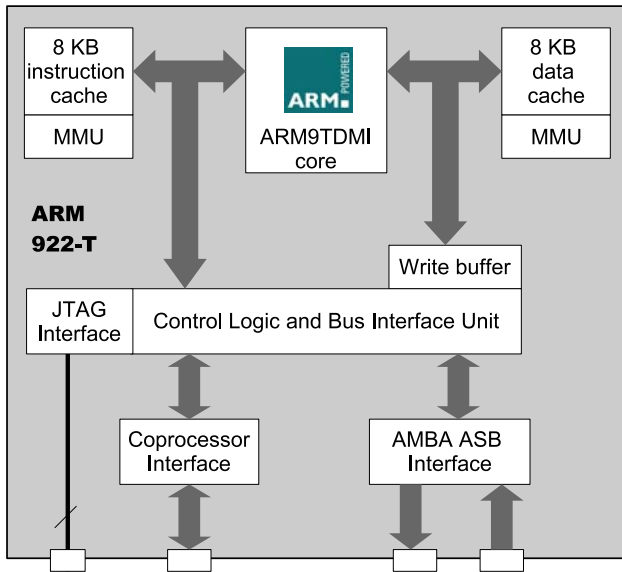 8 KB
instruction
cache
MMU
ARM
POWERED
ARM9TDMI
core
8 KB
data
cache
MMU
ARM
922-T
Write buffer
JTAG
Interface
Control Logic and Bus Interface Unit
Coprocessor
Interface
AMBA ASB
Interface